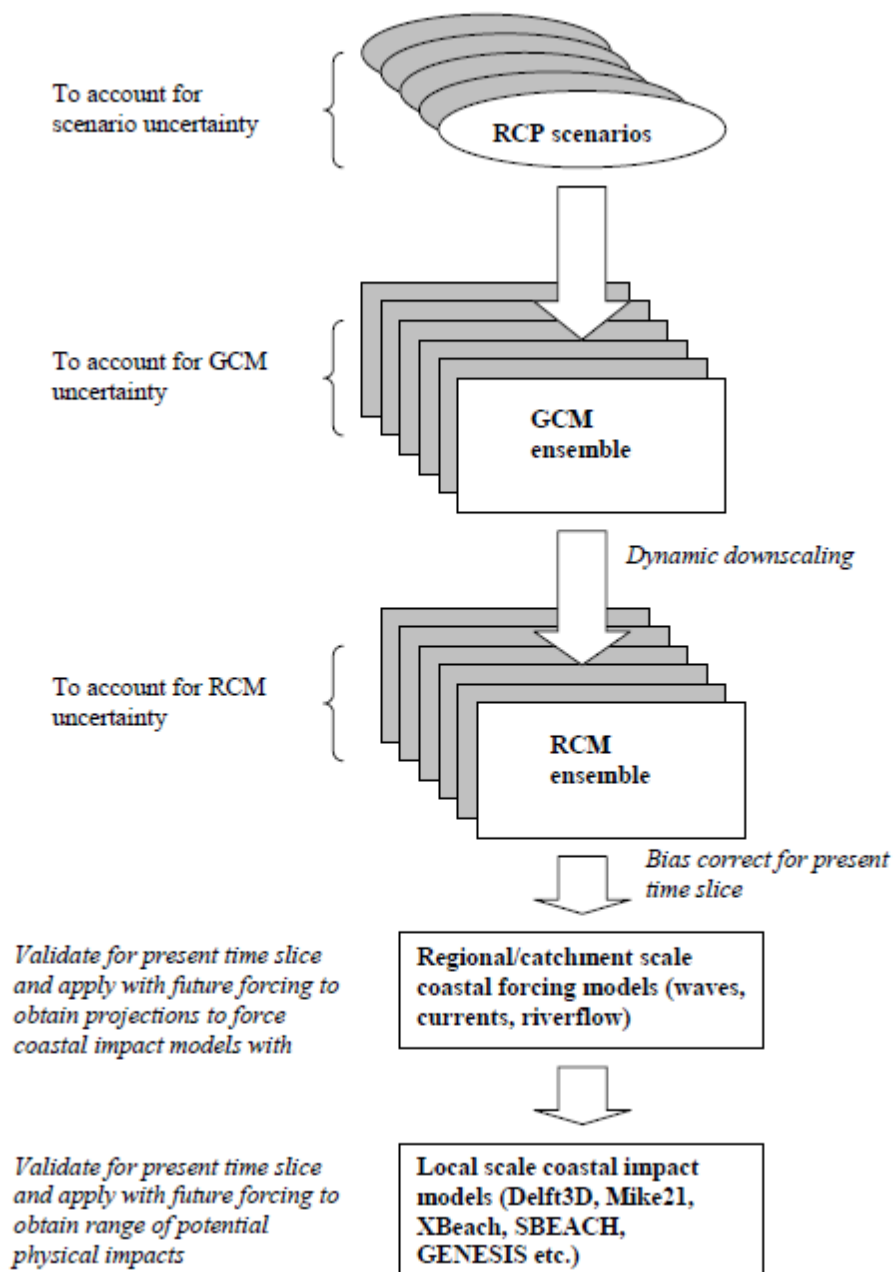 To account for
scenario uncertainty
RCP scenarios
To account for GCM
uncertainty
GCM
ensemble
Dynamic downscaling
To account for RCM
uncertainty
RCM
ensemble
Bias correct for present
time slice
Validate for present time slice
and apply with future forcing to
obtain projections to force
coastal impact models with
Regional/catchment scale
coastal forcing models (waves,
currents, riverflow)
Validate for present time slice
and apply with future forcing to
obtain range of potential
physical impacts
Local scale coastal impact
models (Delft3D, Mike21,
XBeach, SBEACH,
GENESIS etc.)